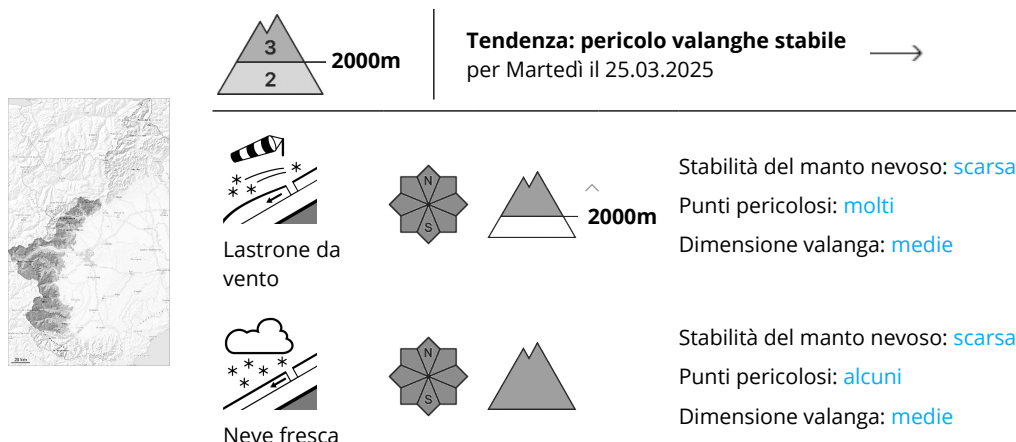 3
2000m
2
Tendenza: pericolo valanghe stabile
per Martedì il 25.03.2025
20 km
N
S
2000m
Lastrone da
vento
Stabilità del manto nevoso: scarsa
Punti pericolosi: molti
Dimensione valanga: medie
N
S
Neve fresca
Stabilità del manto nevoso: scarsa
Punti pericolosi: alcuni
Dimensione valanga: medie